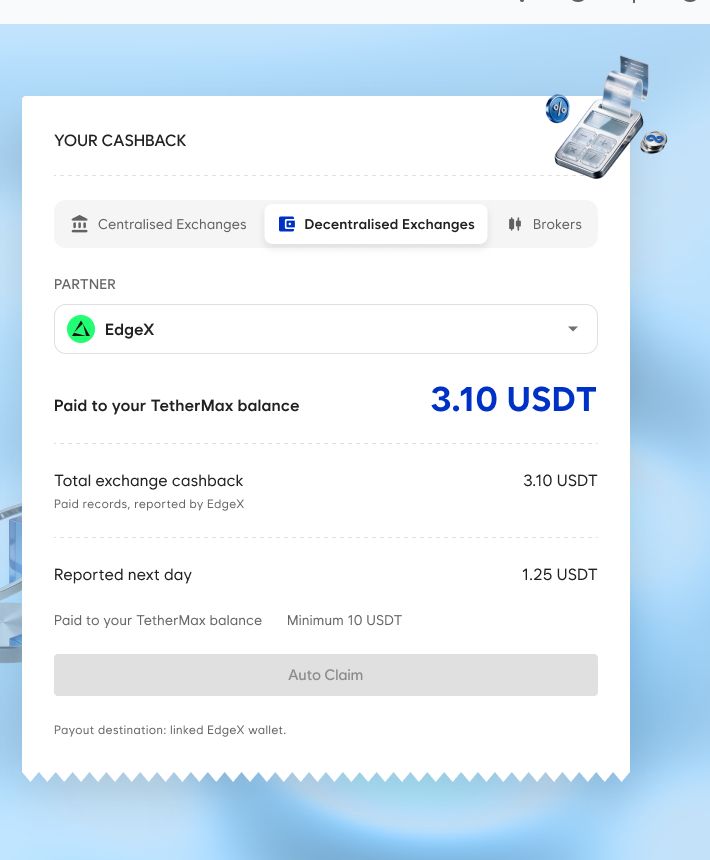 YOUR CASHBACK
Centralised Exchanges Decentralised Exchanges Brokers
PARTNER
EdgeX
Paid to your TetherMax balance 3.10 USDT
Total exchange cashback 3.10 USDT
Paid records, reported by EdgeX
Reported next day 1.25 USDT
Paid to your TetherMax balance Minimum 10 USDT
Auto Claim
Payout destination: linked EdgeX wallet.